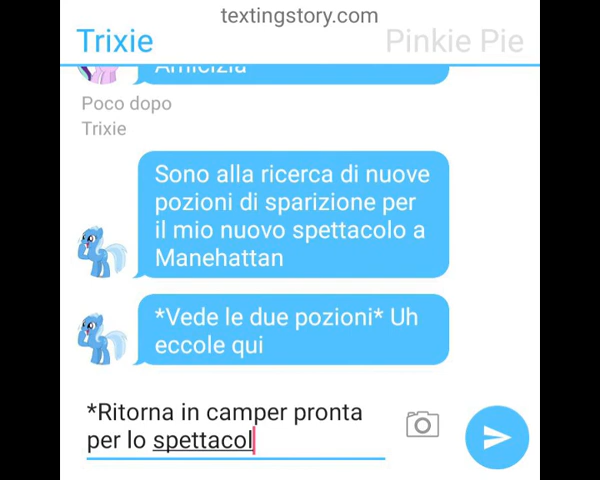 textingstory.com
Trixie
Pinkie Pie
Amicizia
Poco dopo
Trixie
Sono alla ricerca di nuove
pozioni di sparizione per
il mio nuovo spettacolo a
Manehattan
*Vede le due pozioni* Uh
eccole qui
*Ritorna in camper pronta
per lo spettacol